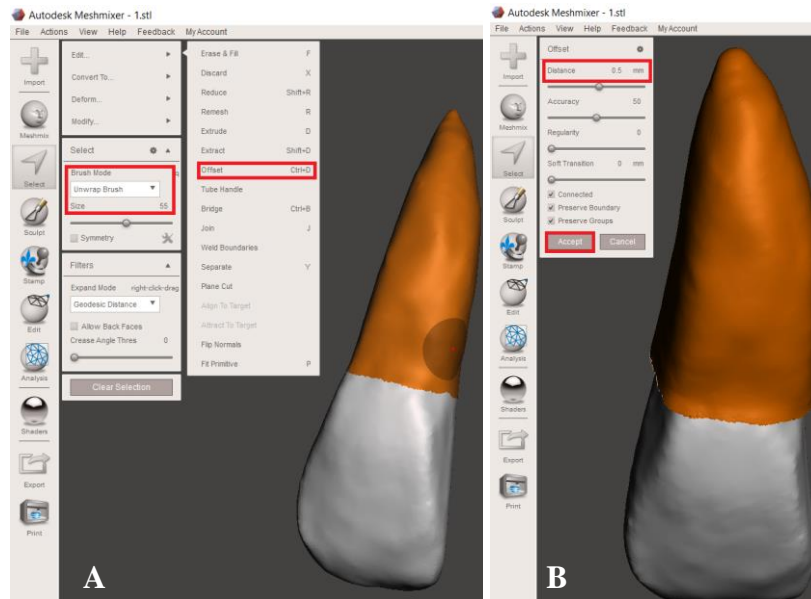 Autodesk Meshmixer - 1.stl
File Actions View Help Feedback MyAccount
Import
Meshmix
Select
Sculpt
Stamp
Edit
Analysis
Shaders
Export
Print
Edit...
Convert To...
Deform...
Modify...
Select
Brush Mode
Unwrap Brush
Size 55
Symmetry
Filters
Expand Mode right-click-drag
Geodesic Distance
Allow Back Faces
Crease Angle Thres 0
Clear Selection
Erase & Fill F
Discard X
Reduce Shift+R
Remesh R
Extrude D
Extract Shift+D
Offset Ctrl+D
Tube Handle
Bridge Ctrl+B
Join J
Weld Boundaries
Separate Y
Plane Cut
Align To Target
Attract To Target
Flip Normals
Fit Primitive P
A
Autodesk Meshmixer - 1.stl
File Actions View Help Feedback MyAccount
Import
Meshmix
Select
Sculpt
Stamp
Edit
Analysis
Shaders
Export
Print
Offset
Distance 0.5 mm
Accuracy 50
Regularity 0
Soft Transition 0 mm
Connected
Preserve Boundary
Preserve Groups
Accept Cancel
B